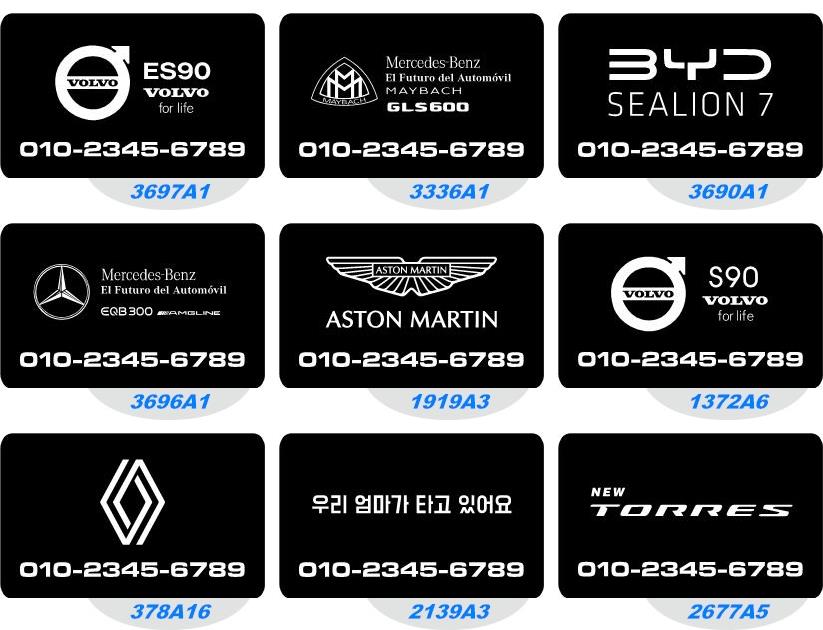 VOLVO
ES90
VOLVO
for life
010-2345-6789
3697A1
MAYBACH
Mercedes-Benz
El Futuro del Automóvil
MAYBACH
GLS600
010-2345-6789
3336A1
BYD
SEALION 7
010-2345-6789
3690A1
Mercedes-Benz
El Futuro del Automóvil
EQB300 AMGLINE
010-2345-6789
3696A1
ASTON MARTIN
ASTON MARTIN
010-2345-6789
1919A3
VOLVO
S90
VOLVO
for life
010-2345-6789
1372A6
010-2345-6789
378A16
우리 엄마가 타고 있어요
010-2345-6789
2139A3
NEW
TORRES
010-2345-6789
2677A5